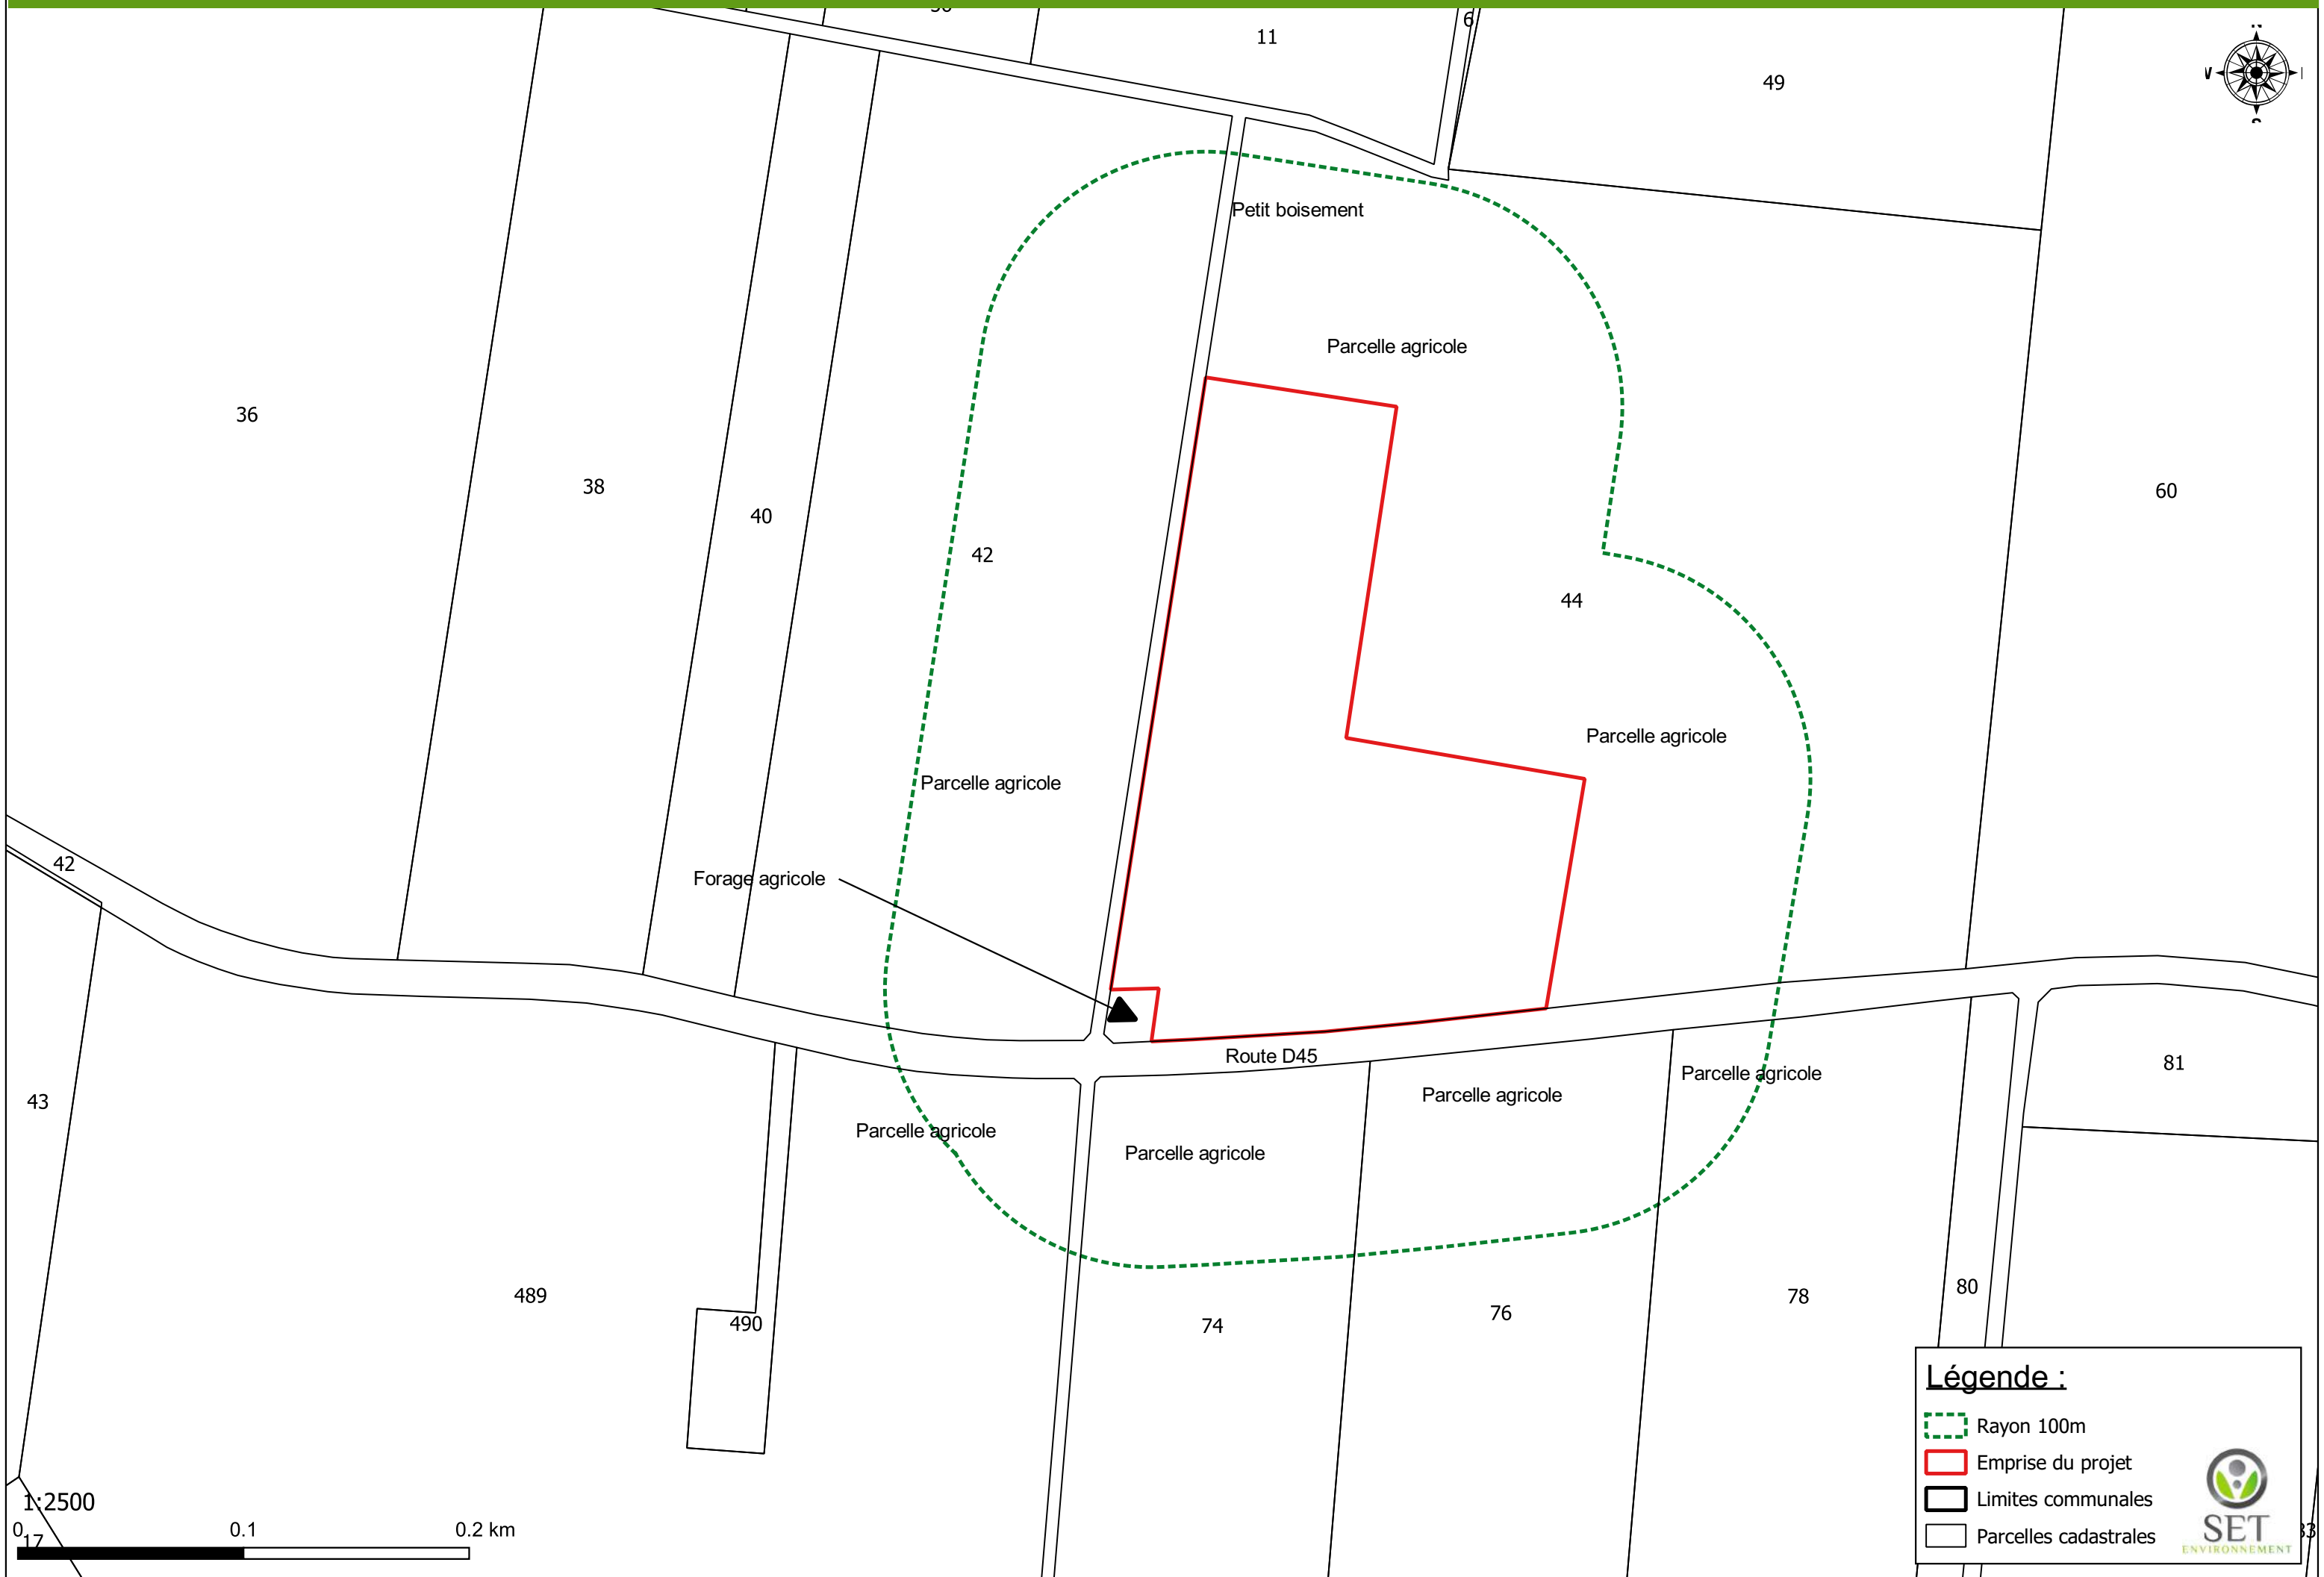 11
6
49
Petit boisement
Parcelle agricole
36
38
40
42
60
44
Parcelle agricole
Parcelle agricole
42
Forage agricole
Route D45
81
43
Parcelle agricole
Parcelle agricole
Parcelle agricole
Parcelle agricole
489
490
74
76
78
80
Légende :
Rayon 100m
Emprise du projet
Limites communales
Parcelles cadastrales
SET
ENVIRONNEMENT
1:2500
0 0.1 0.2 km
17